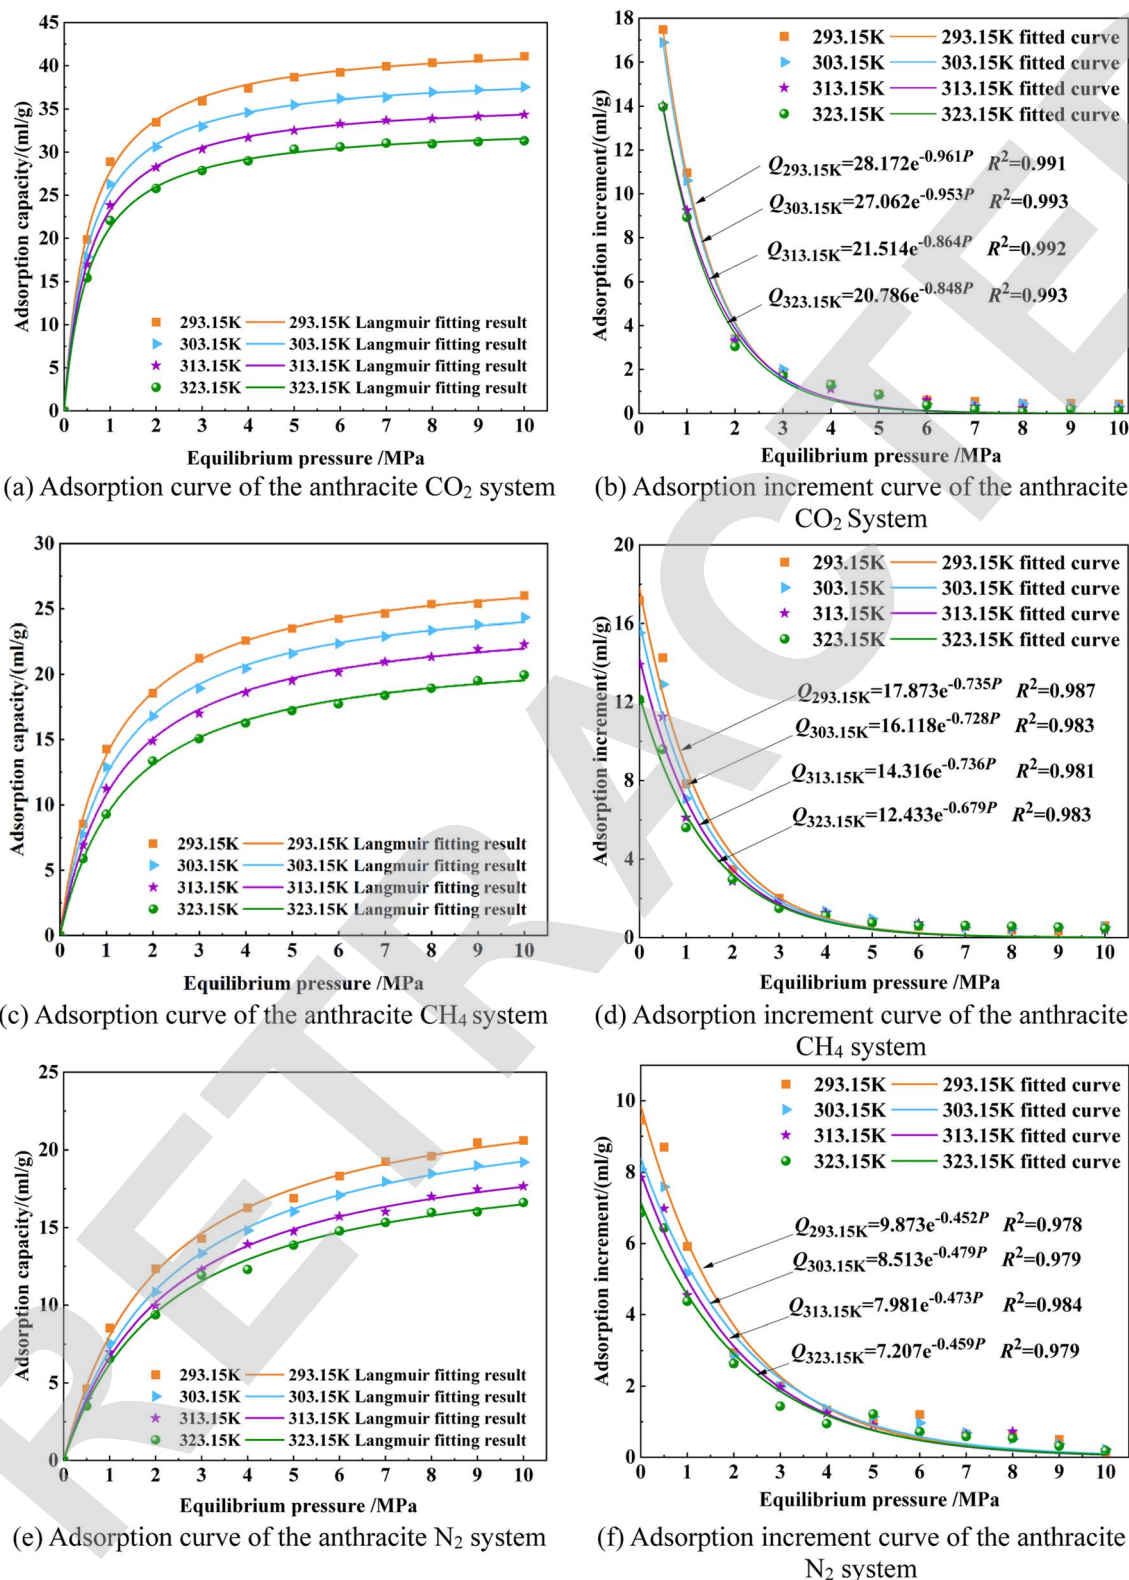 45
40
35
30
25
20
15
10
5
0
Adsorption capacity/(ml/g)
293.15K 293.15K Langmuir fitting result
303.15K 303.15K Langmuir fitting result
313.15K 313.15K Langmuir fitting result
323.15K 323.15K Langmuir fitting result
0 1 2 3 4 5 6 7 8 9 10
Equilibrium pressure /MPa
(a) Adsorption curve of the anthracite CO₂ system
18
16
14
12
10
8
6
4
2
0
Adsorption increment/(ml/g)
293.15K 293.15K fitted curve
303.15K 303.15K fitted curve
313.15K 313.15K fitted curve
323.15K 323.15K fitted curve
Q293.15K=28.172e^-0.961P R²=0.991
Q303.15K=27.062e^-0.953P R²=0.993
Q313.15K=21.514e^-0.864P R²=0.992
Q323.15K=20.786e^-0.848P R²=0.993
0 1 2 3 4 5 6 7 8 9 10
Equilibrium pressure /MPa
(b) Adsorption increment curve of the anthracite
CO₂ System
30
25
20
15
10
5
0
Adsorption capacity/(ml/g)
293.15K 293.15K Langmuir fitting result
303.15K 303.15K Langmuir fitting result
313.15K 313.15K Langmuir fitting result
323.15K 323.15K Langmuir fitting result
0 1 2 3 4 5 6 7 8 9 10
Equilibrium pressure /MPa
(c) Adsorption curve of the anthracite CH₄ system
20
16
12
8
4
0
Adsorption increment/(ml/g)
293.15K 293.15K fitted curve
303.15K 303.15K fitted curve
313.15K 313.15K fitted curve
323.15K 323.15K fitted curve
Q293.15K=17.873e^-0.735P R²=0.987
Q303.15K=16.118e^-0.728P R²=0.983
Q313.15K=14.316e^-0.736P R²=0.981
Q323.15K=12.433e^-0.679P R²=0.983
0 1 2 3 4 5 6 7 8 9 10
Equilibrium pressure /MPa
(d) Adsorption increment curve of the anthracite
CH₄ system
25
20
15
10
5
0
Adsorption capacity/(ml/g)
293.15K 293.15K Langmuir fitting result
303.15K 303.15K Langmuir fitting result
313.15K 313.15K Langmuir fitting result
323.15K 323.15K Langmuir fitting result
0 1 2 3 4 5 6 7 8 9 10
Equilibrium pressure /MPa
(e) Adsorption curve of the anthracite N₂ system
10
8
6
4
2
0
Adsorption increment/(ml/g)
293.15K 293.15K fitted curve
303.15K 303.15K fitted curve
313.15K 313.15K fitted curve
323.15K 323.15K fitted curve
Q293.15K=9.873e^-0.452P R²=0.978
Q303.15K=8.513e^-0.479P R²=0.979
Q313.15K=7.981e^-0.473P R²=0.984
Q323.15K=7.207e^-0.459P R²=0.979
0 1 2 3 4 5 6 7 8 9 10
Equilibrium pressure /MPa
(f) Adsorption increment curve of the anthracite
N₂ system
RETRACTE